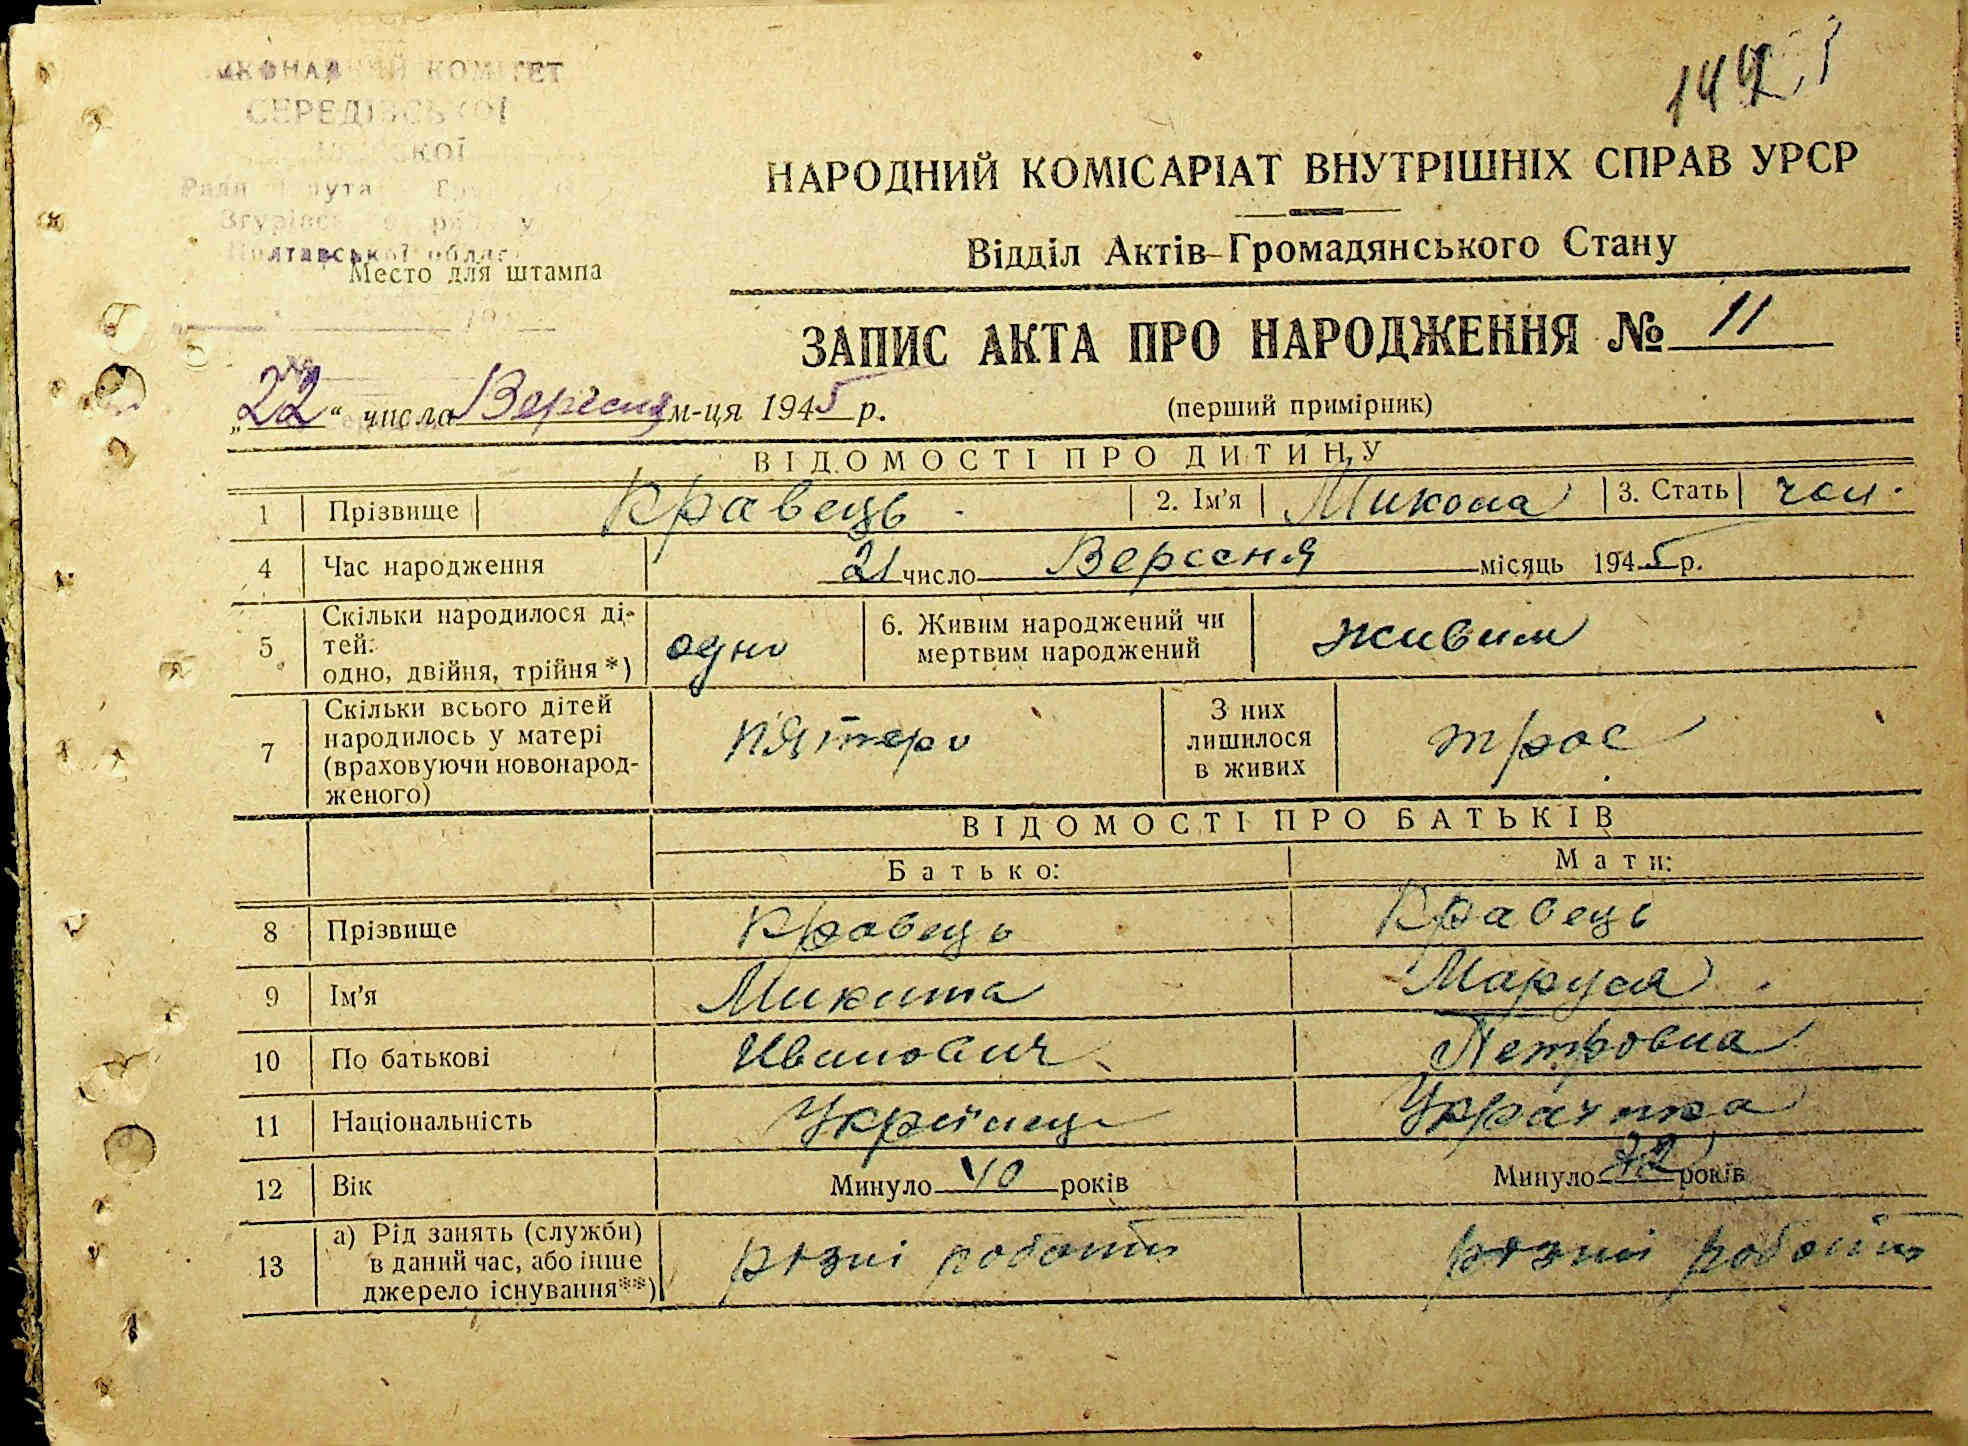 ВИКОНАВЧИЙ КОМІТЕТ
СЕРЕДІВСЬКОЇ
Ради
Згурівського району
Полтавської області
Место для штампа
144
НАРОДНИЙ КОМІСАРІАТ ВНУТРІШНІХ СПРАВ УРСР
Відділ Актів Громадянського Стану
ЗАПИС АКТА ПРО НАРОДЖЕННЯ № 11
„22“ числа Вересня м-ця 1945 р.
(перший примірник)
ВІДОМОСТІ ПРО ДИТИНУ
1 Прізвище Кравець 2. Ім'я Микола 3. Стать чол.
4 Час народження 21 число Вересня місяць 1945 р.
5 Скільки народилося ді-
тей:
одно, двійня, трійня*) одно 6. Живим народжений чи
мертвим народжений живим
7 Скільки всього дітей
народилось у матері
(враховуючи новонарод-
женого) п'ятеро З них
лишилося
в живих троє
ВІДОМОСТІ ПРО БАТЬКІВ
Батько: Мати:
8 Прізвище Кравець Кравець
9 Ім'я Микита Маруся
10 По батькові Иванович Петровна
11 Національність Українець Українка
12 Вік Минуло 40 років Минуло років
13 а) Рід занять (служби)
в даний час, або інше
джерело існування**) різні роботи різні роботи